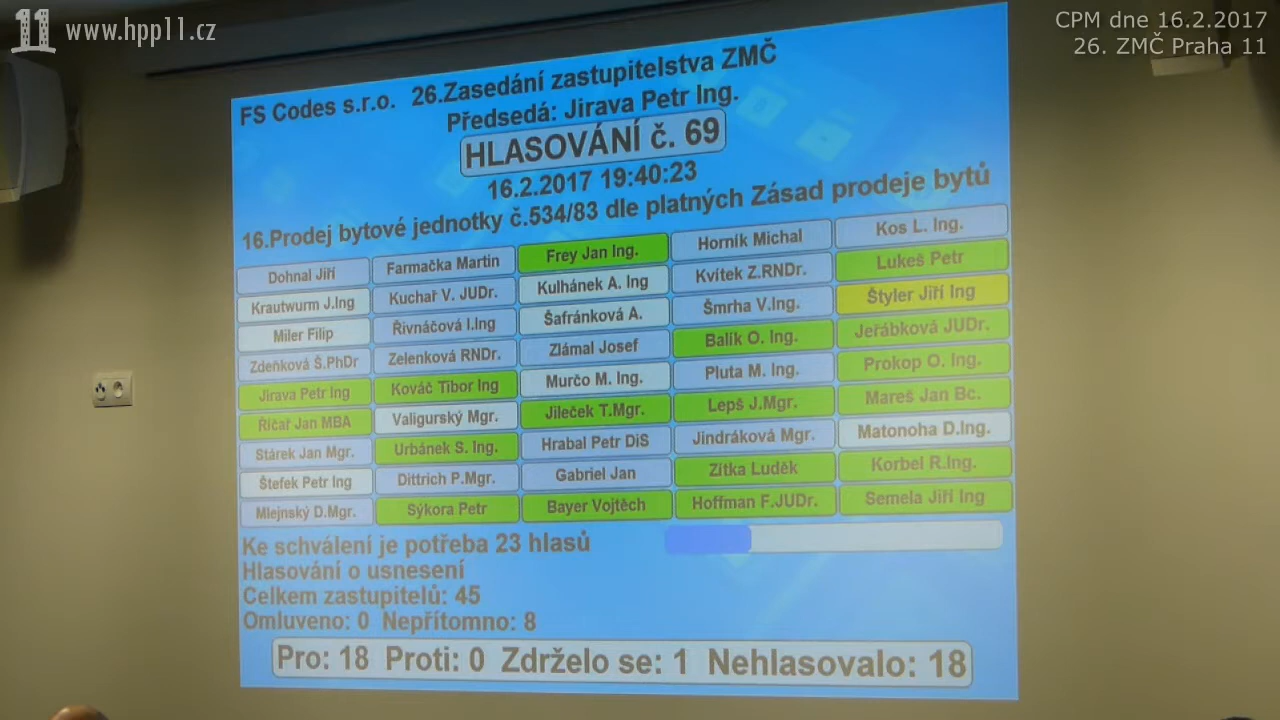 11 www.hpp11.cz
CPM dne 16.2.2017
26. ZMČ Praha 11
FS Codes s.r.o. 26.Zasedání zastupitelstva ZMČ
Předsedá: Jirava Petr Ing.
HLASOVÁNÍ č. 69
16.2.2017 19:40:23
16.Prodej bytové jednotky č.534/83 dle platných Zásad prodeje bytů
Dohnal Jiří Farmačka Martin Frey Jan Ing. Horník Michal Kos L. Ing.
Krautwurm J.Ing Kuchař V. JUDr. Kulhánek A. Ing Kvítek Z.RNDr. Lukeš Petr
Miler Filip Řivnáčová I.Ing Šafránková A. Šmrha V.Ing. Štyler Jiří Ing
Zdeňková Š.PhDr Zelenková RNDr. Zlámal Josef Balík O. Ing. Jeřábková JUDr.
Jirava Petr Ing Kováč Tibor Ing Murčo M. Ing. Pluta M. Ing. Prokop O. Ing.
Říčař Jan MBA Valigurský Mgr. Jileček T.Mgr. Lepš J.Mgr. Mareš Jan Bc.
Stárek Jan Mgr. Urbánek S. Ing. Hrabal Petr DiS Jindráková Mgr. Matonoha D.Ing.
Štefek Petr Ing Dittrich P.Mgr. Gabriel Jan Zítka Luděk Korbel R.Ing.
Mlejnský D.Mgr. Sýkora Petr Bayer Vojtěch Hoffman F.JUDr. Semela Jiří Ing
Ke schválení je potřeba 23 hlasů
Hlasování o usnesení
Celkem zastupitelů: 45
Omluveno: 0 Nepřítomno: 8
Pro: 18 Proti: 0 Zdrželo se: 1 Nehlasovalo: 18